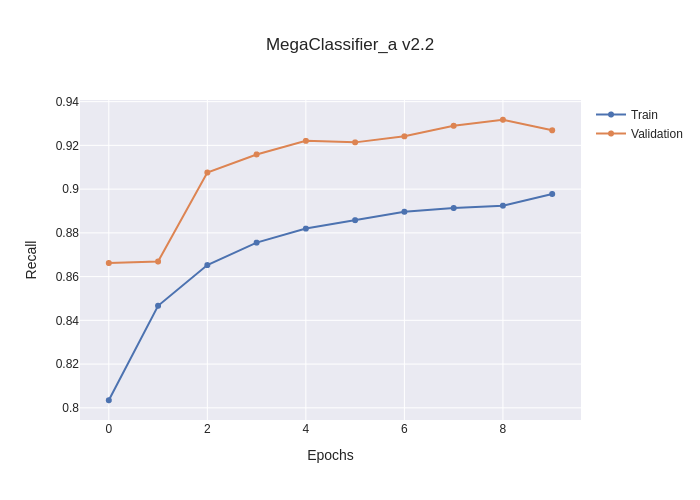 MegaClassifier_a v2.2
0.94
0.92
0.9
0.88
0.86
0.84
0.82
0.8
Recall
0 2 4 6 8
Epochs
Train
Validation